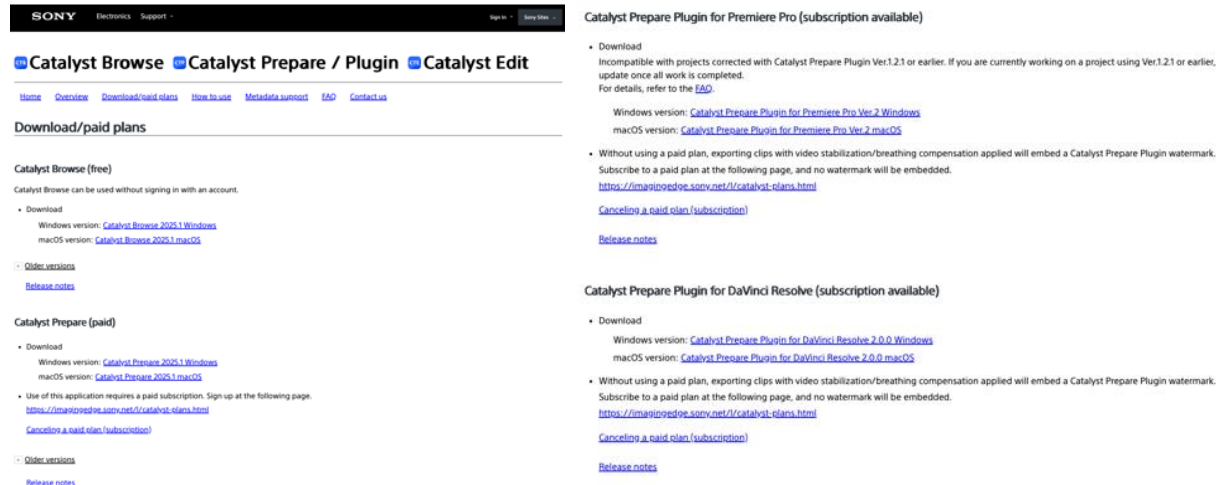 SONY
Electronics
Support
Sign In
Sony Sites
Catalyst Browse Catalyst Prepare / Plugin Catalyst Edit
Home Overview Download/paid plans How to use Metadata support FAQ Contact us
Download/paid plans
Catalyst Browse (free)
Catalyst Browse can be used without signing in with an account.
• Download
Windows version: Catalyst Browse 2025.1 Windows
macOS version: Catalyst Browse 2025.1 macOS
Older versions
Release notes
Catalyst Prepare (paid)
• Download
Windows version: Catalyst Prepare 2025.1 Windows
macOS version: Catalyst Prepare 2025.1 macOS
• Use of this application requires a paid subscription. Sign up at the following page.
https://imagingedge.sony.net/l/catalyst-plans.html
Canceling a paid plan (subscription)
Older versions
Release notes
Catalyst Prepare Plugin for Premiere Pro (subscription available)
• Download
Incompatible with projects corrected with Catalyst Prepare Plugin Ver.1.2.1 or earlier. If you are currently working on a project using Ver.1.2.1 or earlier,
update once all work is completed.
For details, refer to the FAQ.
Windows version: Catalyst Prepare Plugin for Premiere Pro Ver.2 Windows
macOS version: Catalyst Prepare Plugin for Premiere Pro Ver.2 macOS
• Without using a paid plan, exporting clips with video stabilization/breathing compensation applied will embed a Catalyst Prepare Plugin watermark.
Subscribe to a paid plan at the following page, and no watermark will be embedded.
https://imagingedge.sony.net/l/catalyst-plans.html
Canceling a paid plan (subscription)
Release notes
Catalyst Prepare Plugin for DaVinci Resolve (subscription available)
• Download
Windows version: Catalyst Prepare Plugin for DaVinci Resolve 2.0.0 Windows
macOS version: Catalyst Prepare Plugin for DaVinci Resolve 2.0.0 macOS
• Without using a paid plan, exporting clips with video stabilization/breathing compensation applied will embed a Catalyst Prepare Plugin watermark.
Subscribe to a paid plan at the following page, and no watermark will be embedded.
https://imagingedge.sony.net/l/catalyst-plans.html
Canceling a paid plan (subscription)
Release notes